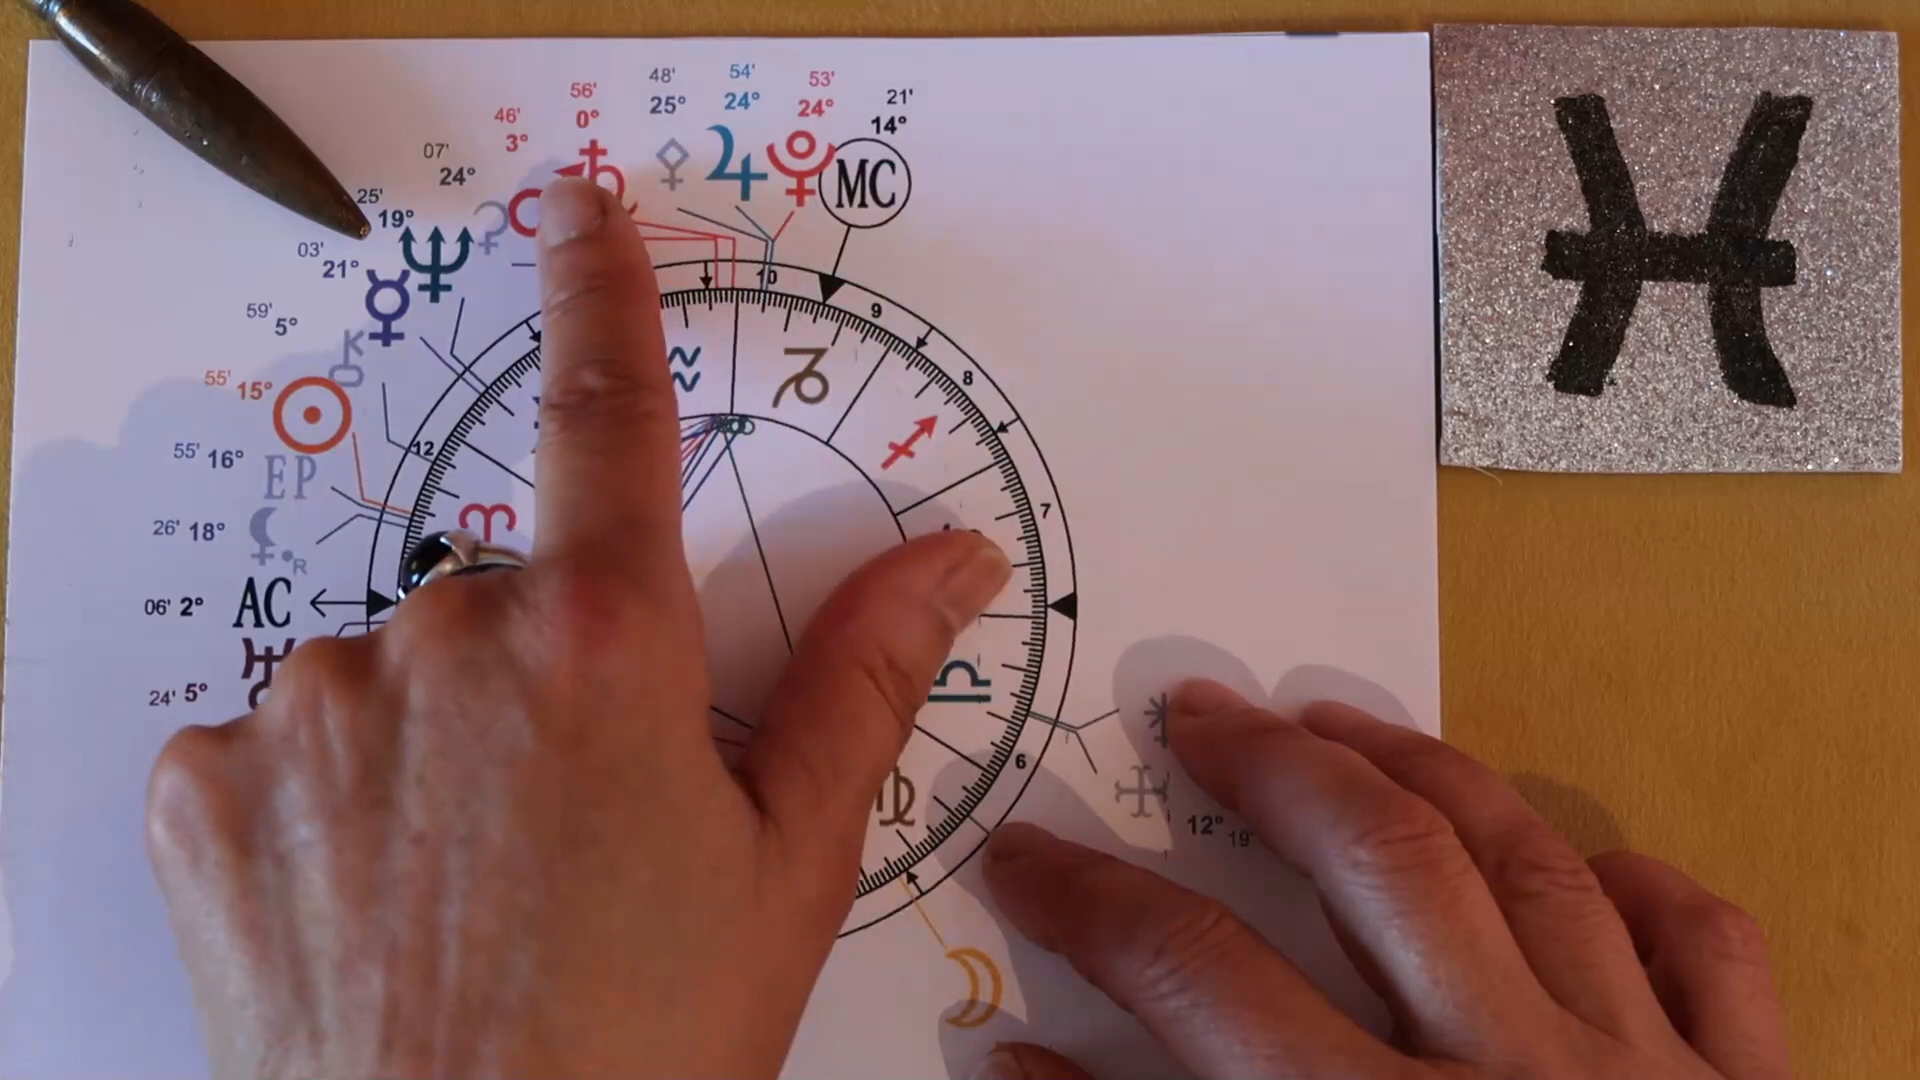 56' 48' 54' 53' 21'
46' 0° 25° 24° 24° 14°
07' 3°
24° MC
25' 19°
03' 21°
10 9
59' 5° 8
55' 15°
12
55' 16° EP
7
26' 18°
R
06' 2° AC
24' 5°
6
12° 19'